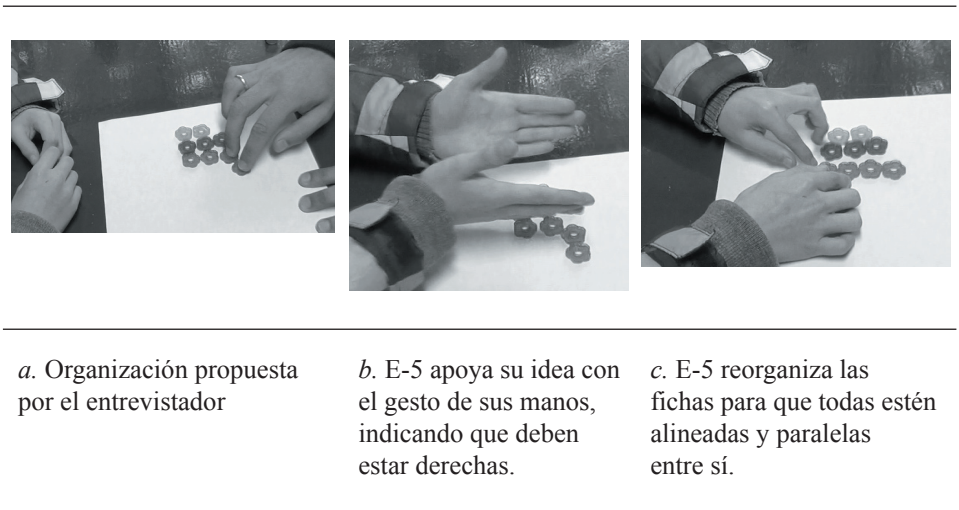 a. Organización propuesta
por el entrevistador
b. E-5 apoya su idea con
el gesto de sus manos,
indicando que deben
estar derechas.
c. E-5 reorganiza las
fichas para que todas estén
alineadas y paralelas
entre sí.